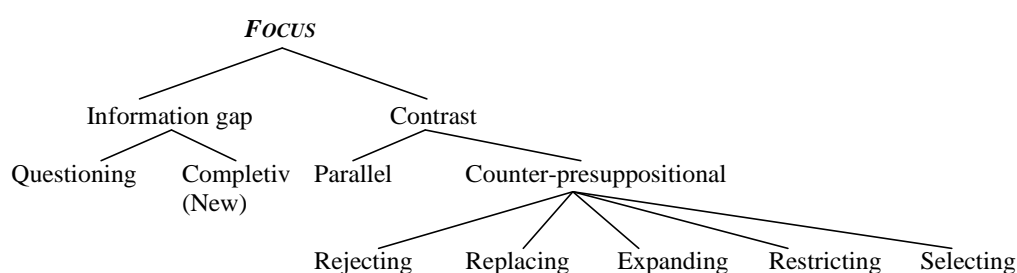 FOCUS
Information gap Contrast
Questioning Completiv Parallel Counter-presuppositional
(New)
Rejecting Replacing Expanding Restricting Selecting